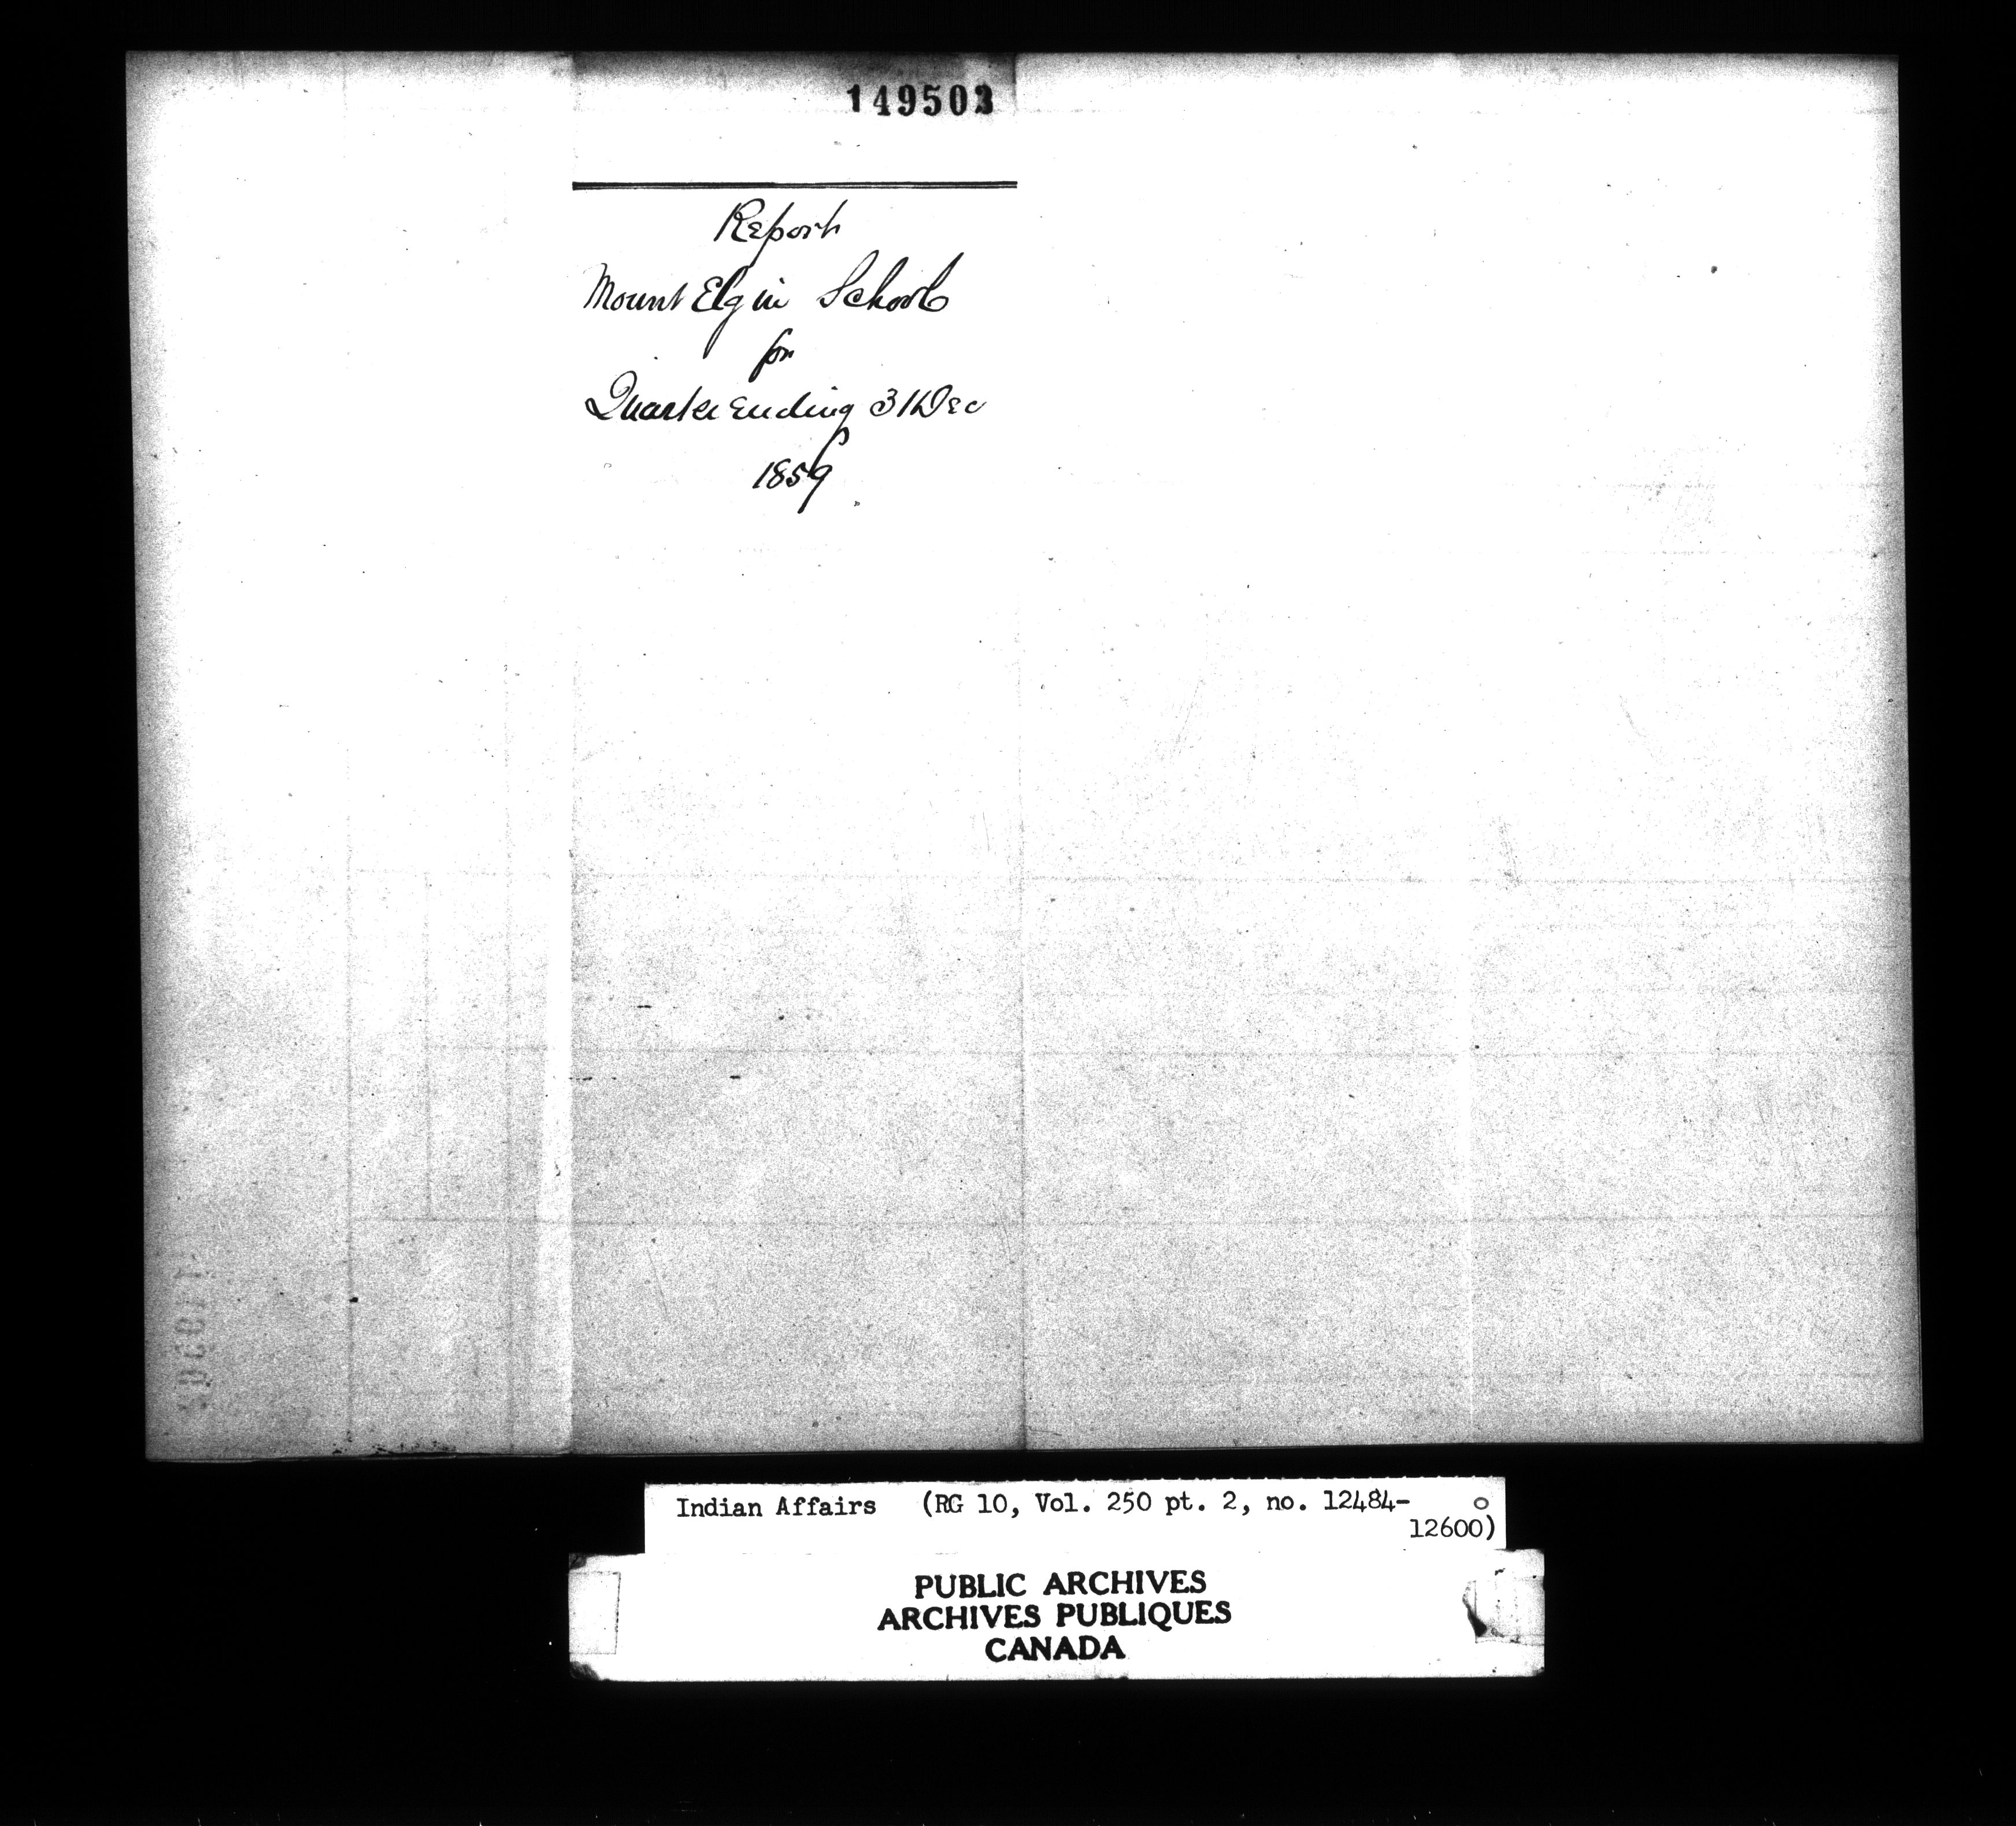 149503
Report
Mount Elgin School
for
Quarter ending 31 Dec
1859
Indian Affairs (RG 10, Vol. 250 pt. 2, no. 12484-
12600)
PUBLIC ARCHIVES
ARCHIVES PUBLIQUES
CANADA